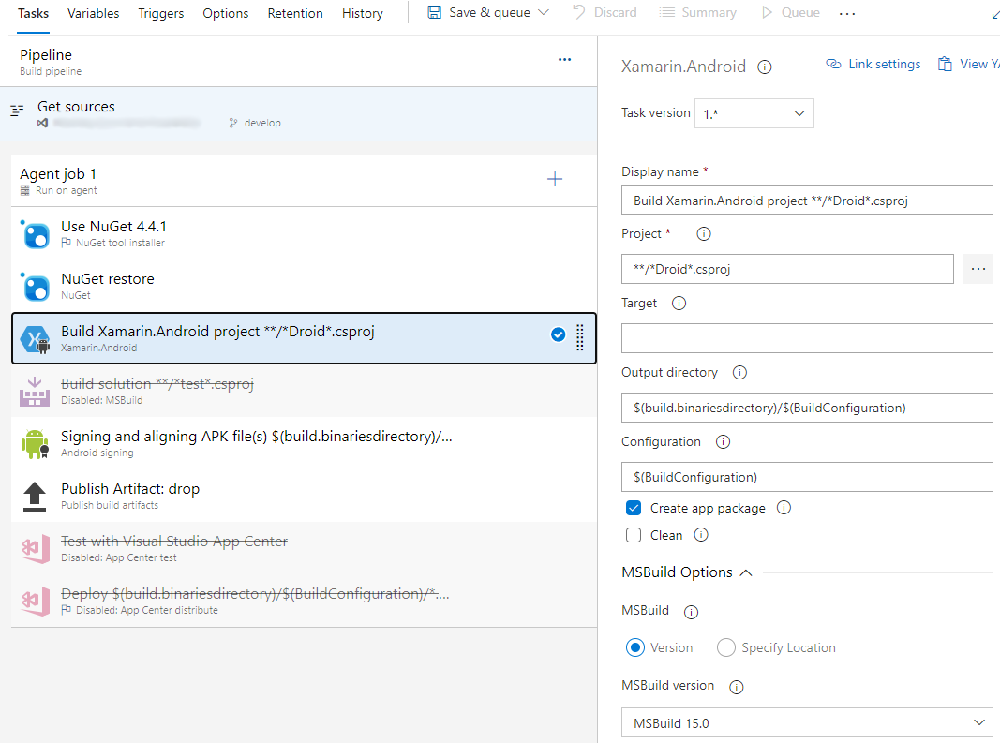 Tasks Variables Triggers Options Retention History Save & queue Discard Summary Queue ...
Pipeline
Build pipeline
Get sources
develop
Agent job 1
Run on agent
Use NuGet 4.4.1
NuGet tool installer
NuGet restore
NuGet
Build Xamarin.Android project **/*Droid*.csproj
Xamarin.Android
Build solution **/*test*.csproj
Disabled: MSBuild
Signing and aligning APK file(s) $(build.binariesdirectory)/...
Android signing
Publish Artifact: drop
Publish build artifacts
Test with Visual Studio App Center
Disabled: App Center test
Deploy $(build.binariesdirectory)/$(BuildConfiguration)/*....
Disabled: App Center distribute
Xamarin.Android Link settings View YA
Task version 1.*
Display name *
Build Xamarin.Android project **/*Droid*.csproj
Project *
**/*Droid*.csproj
Target
Output directory
$(build.binariesdirectory)/$(BuildConfiguration)
Configuration
$(BuildConfiguration)
Create app package
Clean
MSBuild Options
MSBuild
Version Specify Location
MSBuild version
MSBuild 15.0